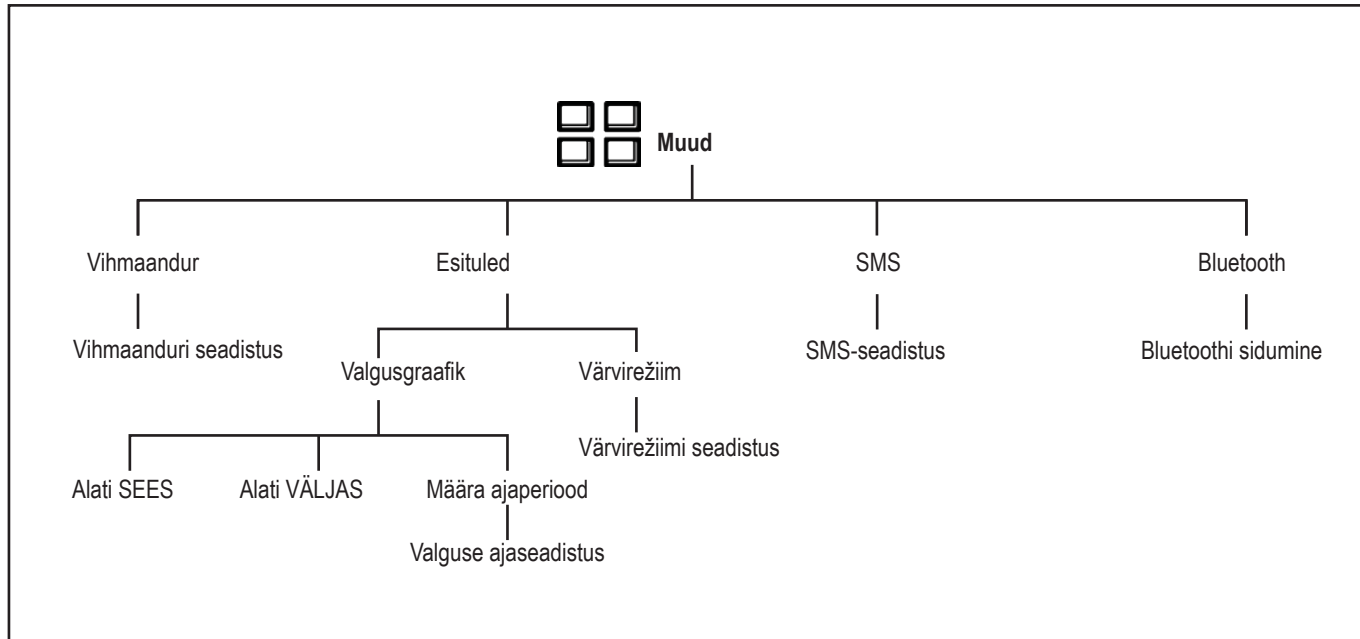 Muud
Vihmaandur
Esituled
SMS
Bluetooth
Vihmaanduri seadistus
Valgusgraafik
Värvirežiim
SMS-seadistus
Bluetoothi sidumine
Värvirežiimi seadistus
Alati SEES
Alati VÄLJAS
Määra ajaperiood
Valguse ajaseadistus